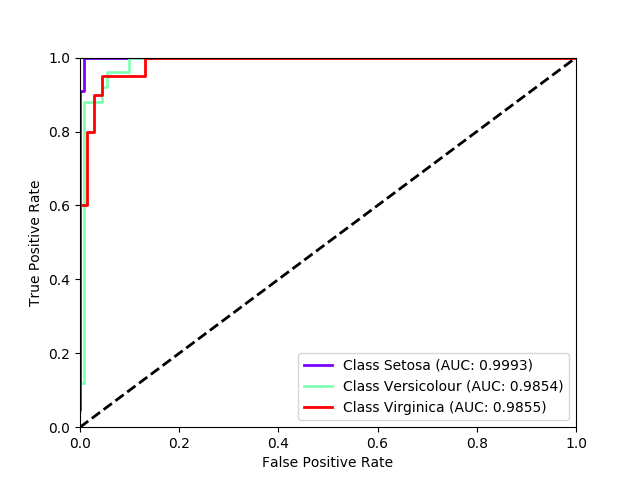 1.0
0.8
0.6
0.4
0.2
0.0
True Positive Rate
Class Setosa (AUC: 0.9993)
Class Versicolour (AUC: 0.9854)
Class Virginica (AUC: 0.9855)
0.0 0.2 0.4 0.6 0.8 1.0
False Positive Rate